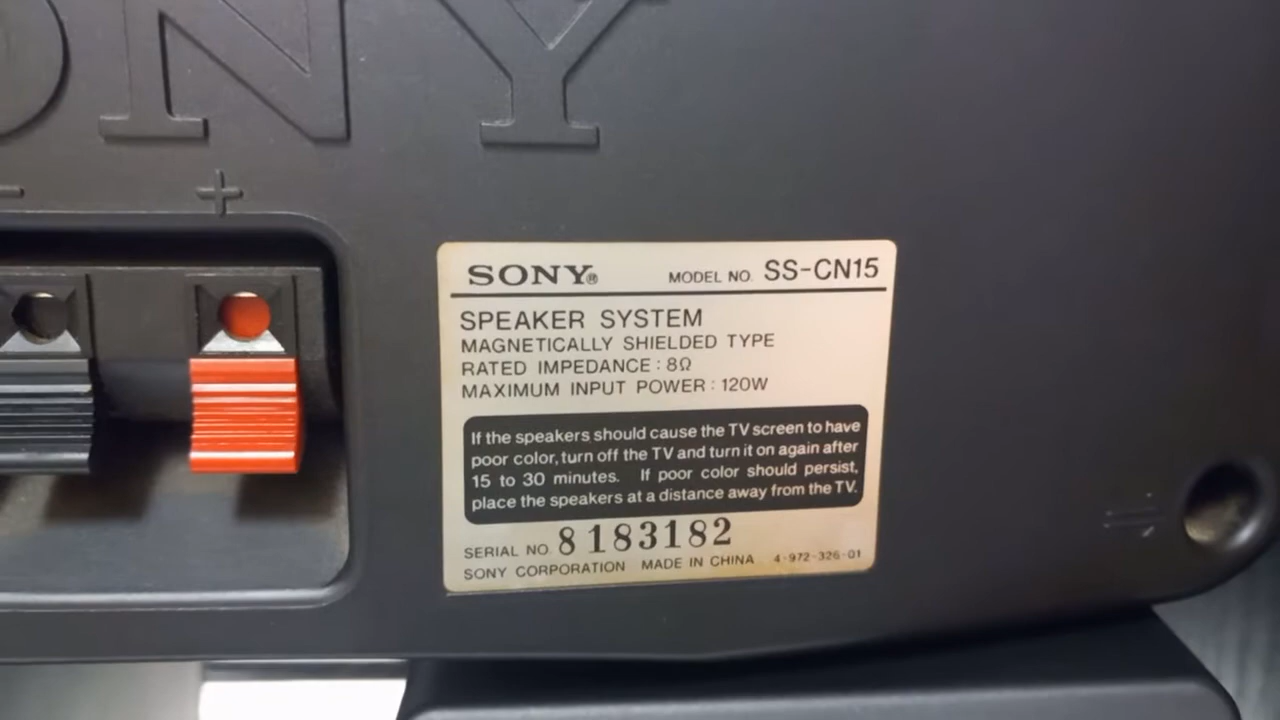 SONY
- +
SONY® MODEL NO. SS-CN15
SPEAKER SYSTEM
MAGNETICALLY SHIELDED TYPE
RATED IMPEDANCE : 8Ω
MAXIMUM INPUT POWER : 120W
If the speakers should cause the TV screen to have
poor color, turn off the TV and turn it on again after
15 to 30 minutes. If poor color should persist,
place the speakers at a distance away from the TV.
SERIAL NO. 8183182
SONY CORPORATION MADE IN CHINA 4-972-326-01